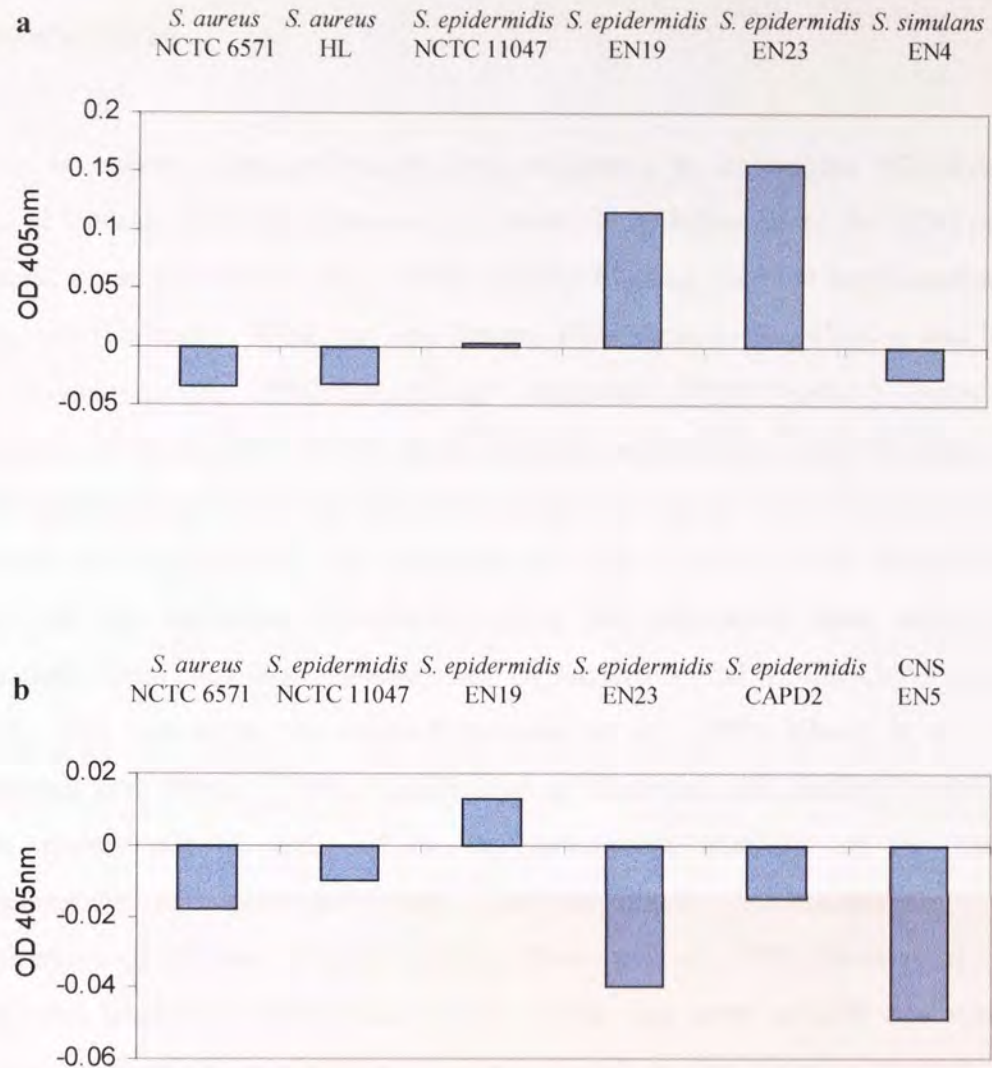 a
S. aureus S. aureus S. epidermidis S. epidermidis S. epidermidis S. simulans
NCTC 6571 HL NCTC 11047 EN19 EN23 EN4
0.2
0.15
0.1
0.05
0
-0.05
OD 405nm
b
S. aureus S. epidermidis S. epidermidis S. epidermidis S. epidermidis CNS
NCTC 6571 NCTC 11047 EN19 EN23 CAPD2 EN5
0.02
0
-0.02
-0.04
-0.06
OD 405nm